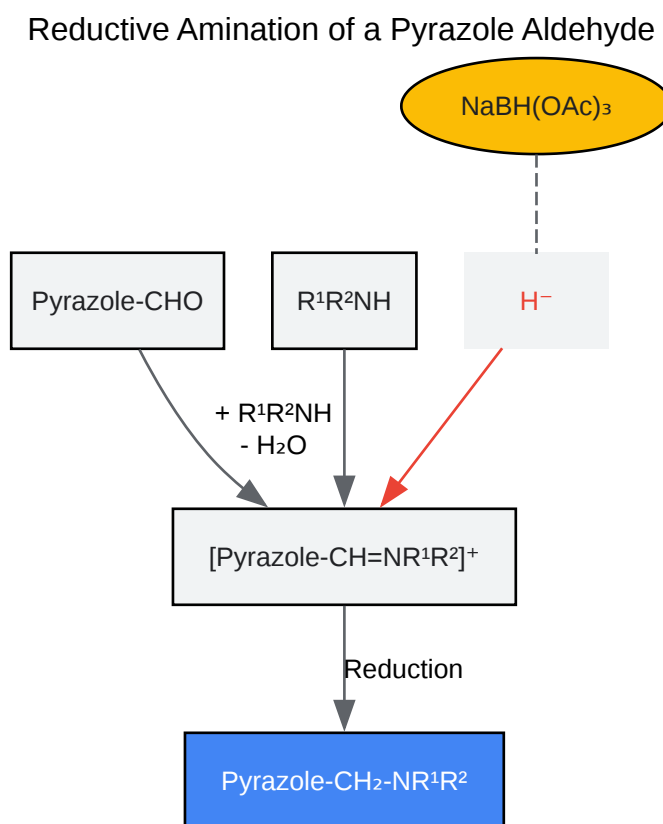 Reductive Amination of a Pyrazole Aldehyde
NaBH(OAc)₃
Pyrazole-CHO
R¹R²NH
H⁻
+ R¹R²NH
- H₂O
[Pyrazole-CH=NR¹R²]⁺
Reduction
Pyrazole-CH₂-NR¹R²